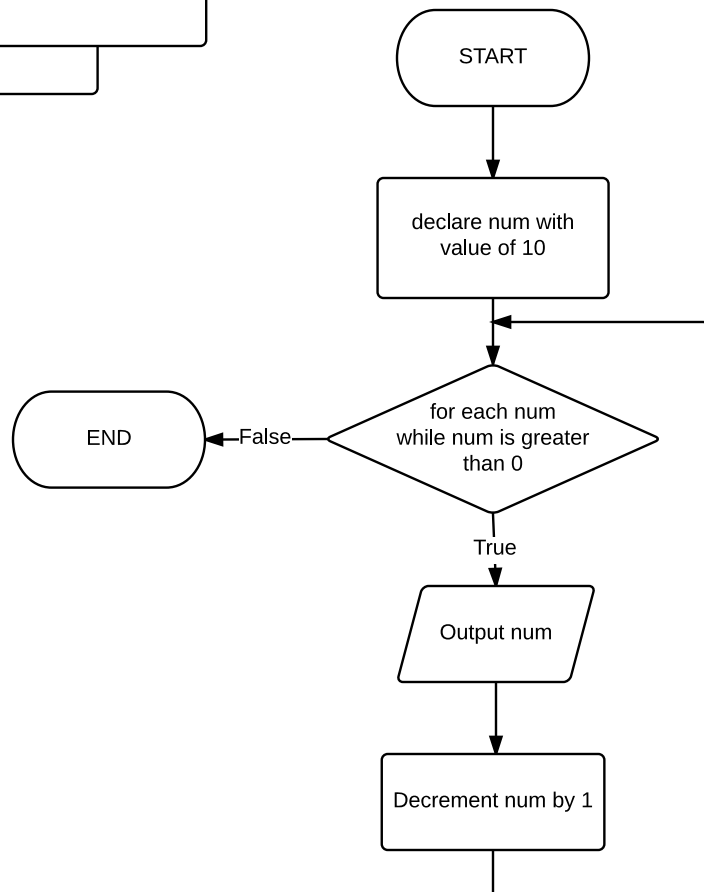 START
declare num with
value of 10
for each num
while num is greater
than 0
False
END
True
Output num
Decrement num by 1